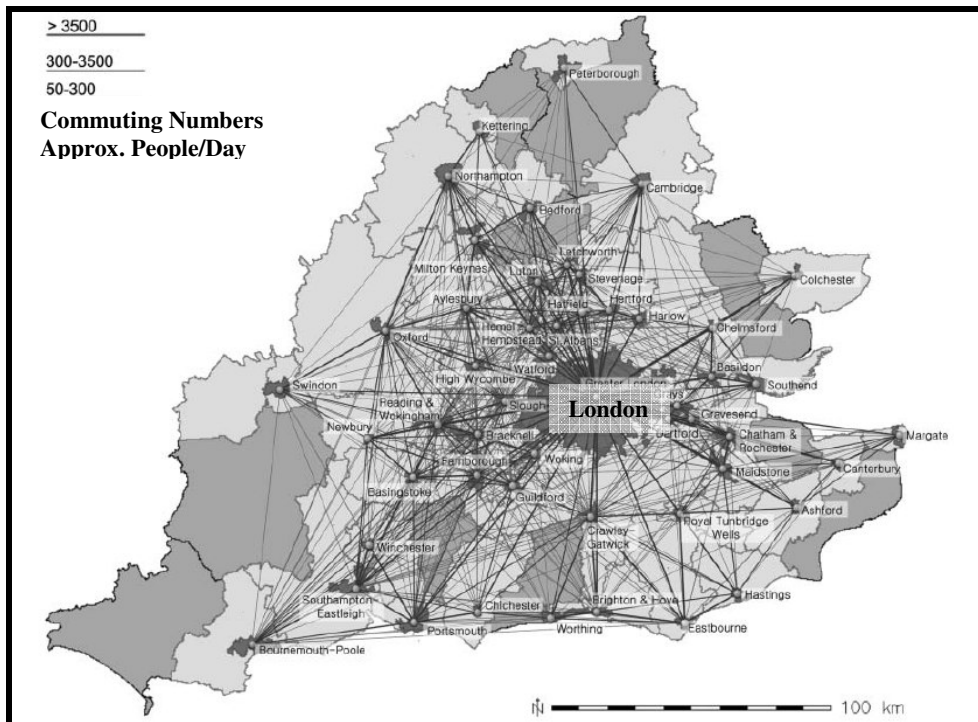 > 3500
300-3500
50-300
Commuting Numbers
Approx. People/Day
Peterborough
Kettering
Northampton
Cambridge
Bedford
Letchworth
Milton Keynes
Luton
Stevenage
Colchester
Aylesbury
Hatfield
Hertford
Harlow
Chelmsford
Oxford
Hemel
Hempstead
St Albans
Watford
Basildon
High Wycombe
Greater London
Southend
Swindon
Reading &
Wokingham
Slough
London
Gravesend
Newbury
Bracknell
Dartford
Chatham &
Rochester
Margate
Farnborough
Woking
Maidstone
Canterbury
Basingstoke
Guildford
Ashford
Royal Tunbridge
Wells
Crawley-
Gatwick
Winchester
Hastings
Southampton
Eastleigh
Chichester
Brighton & Hove
Portsmouth
Worthing
Eastbourne
Bournemouth-Poole
N
100 km